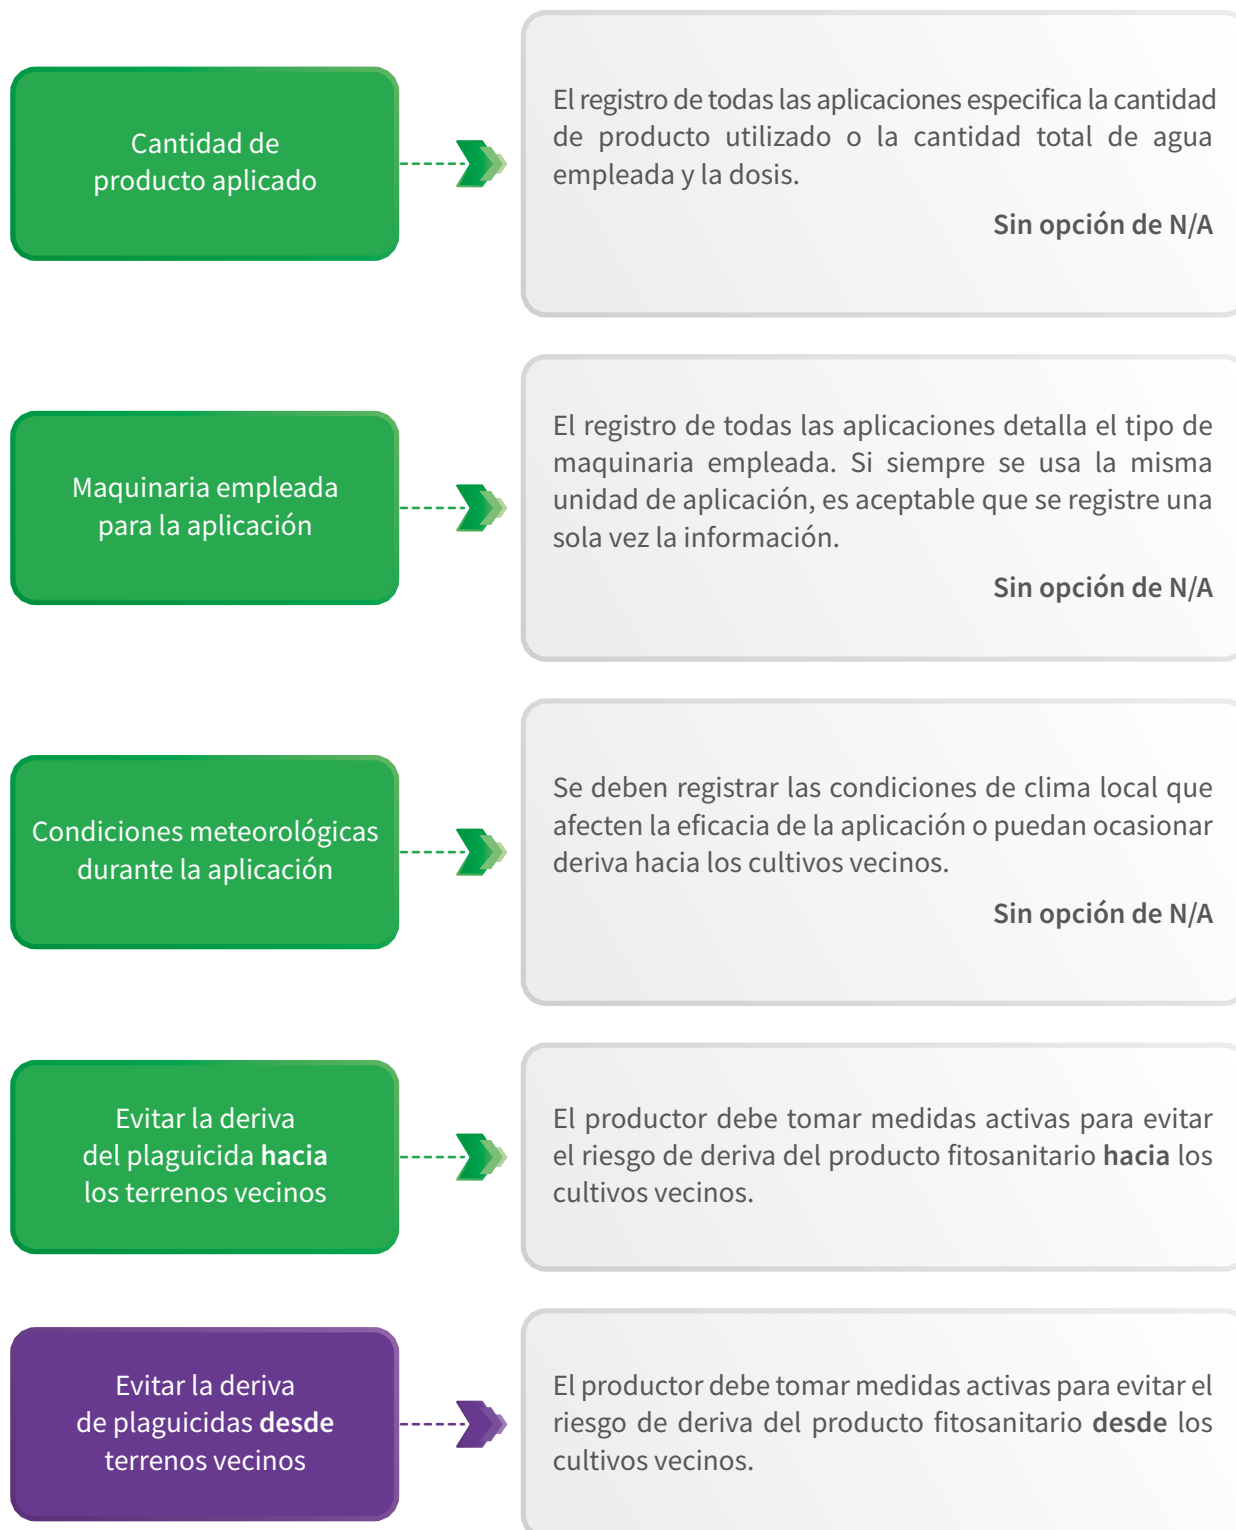 Cantidad de
producto aplicado
El registro de todas las aplicaciones especifica la cantidad
de producto utilizado o la cantidad total de agua
empleada y la dosis.
Sin opción de N/A
Maquinaria empleada
para la aplicación
El registro de todas las aplicaciones detalla el tipo de
maquinaria empleada. Si siempre se usa la misma
unidad de aplicación, es aceptable que se registre una
sola vez la información.
Sin opción de N/A
Condiciones meteorológicas
durante la aplicación
Se deben registrar las condiciones de clima local que
afecten la eficacia de la aplicación o puedan ocasionar
deriva hacia los cultivos vecinos.
Sin opción de N/A
Evitar la deriva
del plaguicida hacia
los terrenos vecinos
El productor debe tomar medidas activas para evitar
el riesgo de deriva del producto fitosanitario hacia los
cultivos vecinos.
Evitar la deriva
de plaguicidas desde
terrenos vecinos
El productor debe tomar medidas activas para evitar el
riesgo de deriva del producto fitosanitario desde los
cultivos vecinos.